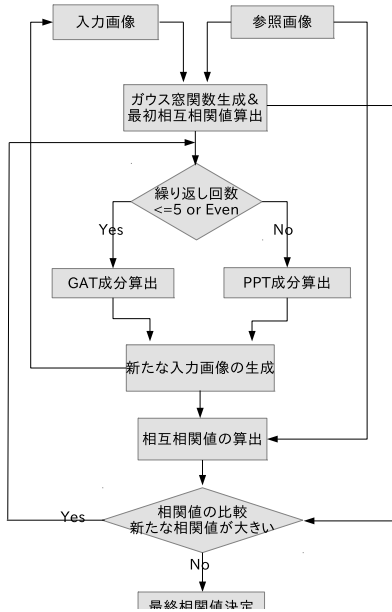 入力画像
参照画像
ガウス窓関数生成&
最初相互相関値算出
繰り返し回数
<=5 or Even
Yes
No
GAT成分算出
PPT成分算出
新たな入力画像の生成
相互相関値の算出
相関値の比較
新たな相関値が大きい
Yes
No
最終相関値決定